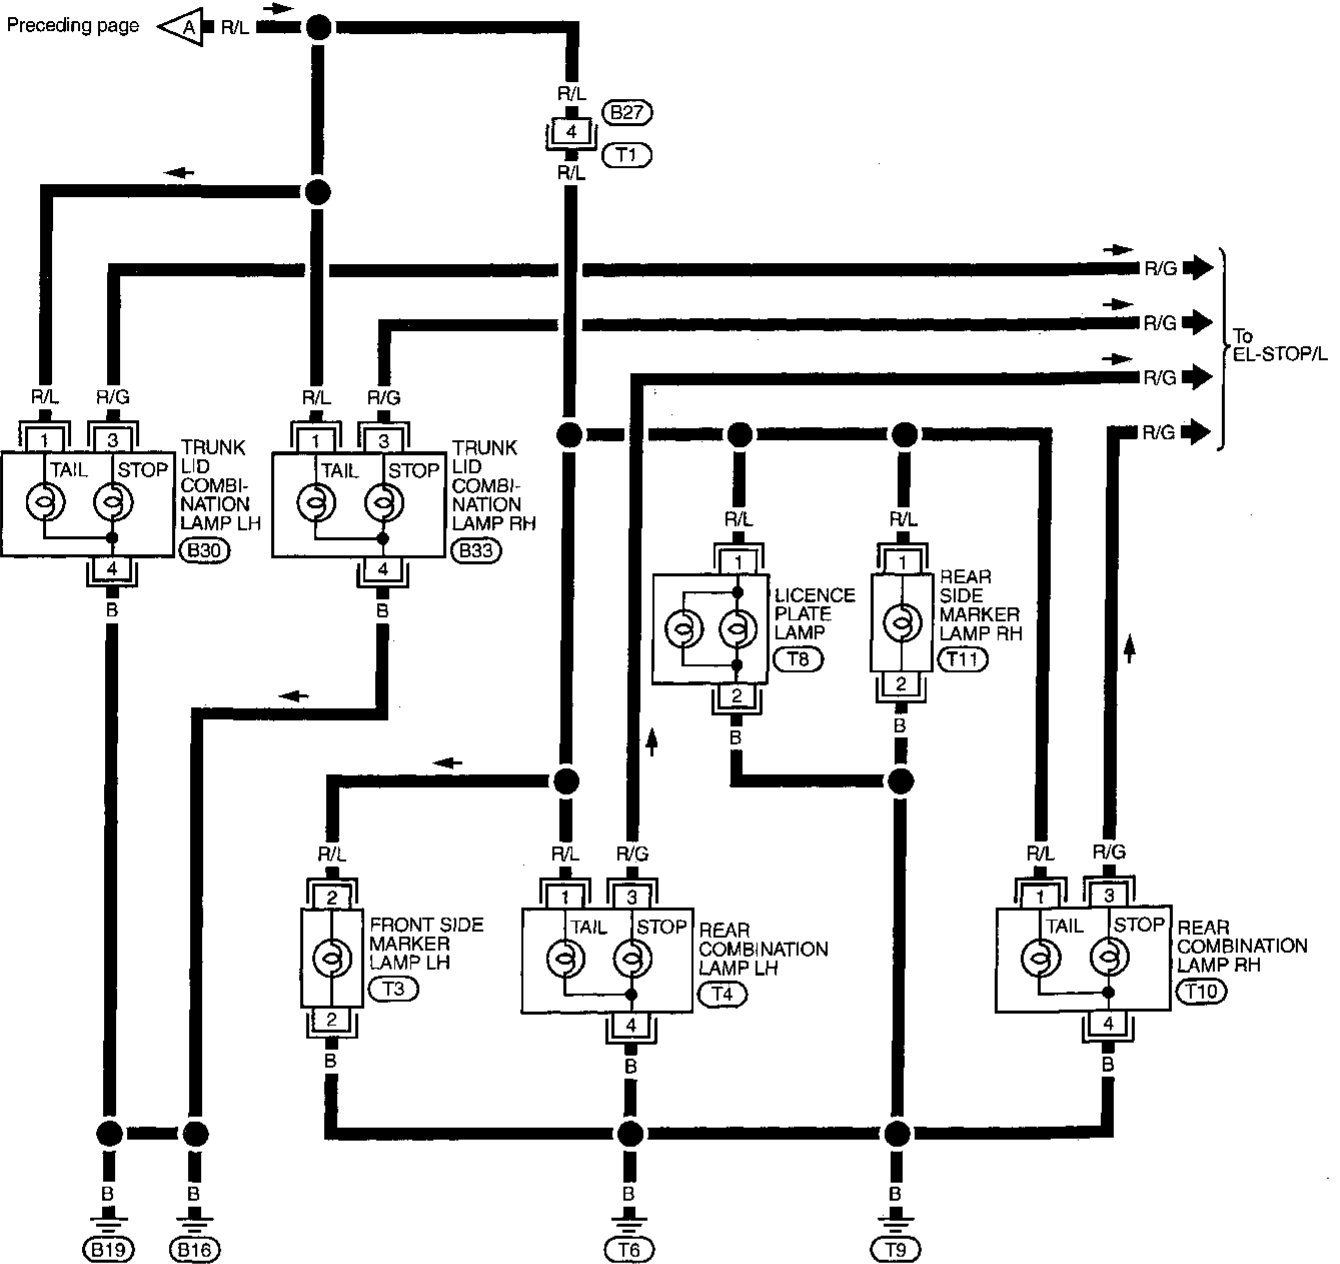 Preceding page A R/L
R/L
B27
4
T1
R/L
R/G
R/G
To
EL-STOP/L
R/G
R/G
R/L R/G R/L R/G
1 3 1 3
TAIL STOP
TRUNK
LID
COMBI-
NATION
LAMP LH
B30
TAIL STOP
TRUNK
LID
COMBI-
NATION
LAMP RH
B33
4 4
B B
R/L R/L
1 1
LICENCE
PLATE
LAMP
T8
REAR
SIDE
MARKER
LAMP RH
T11
2 2
B B
R/L R/L R/G R/L R/G
2 1 3 1 3
FRONT SIDE
MARKER
LAMP LH
T3
TAIL STOP
REAR
COMBINATION
LAMP LH
T4
TAIL STOP
REAR
COMBINATION
LAMP RH
T10
2 4 4
B B B
B B B B
B19 B16 T6 T9